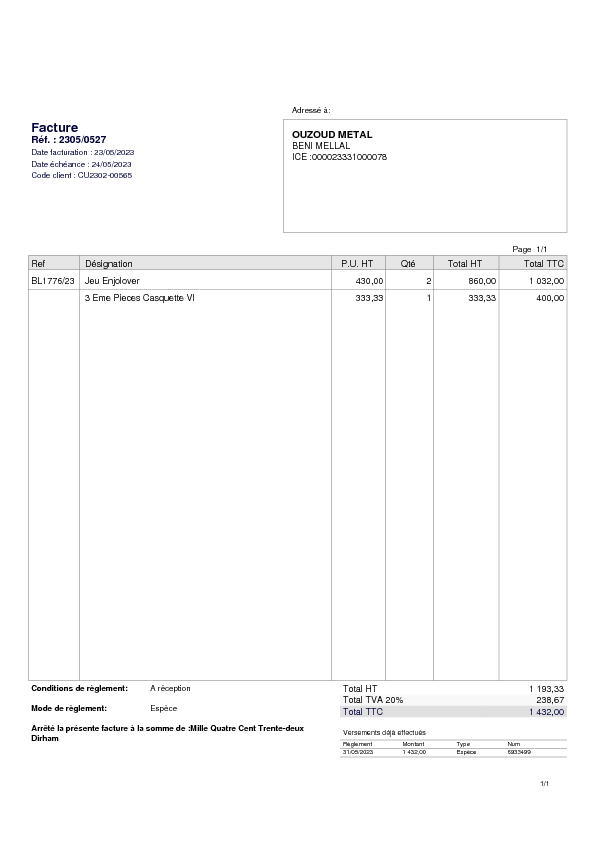 Adressé à:
Facture
Réf. : 2305/0527
Date facturation : 23/05/2023
Date échéance : 24/05/2023
Code client : CU2302-00565
OUZOUD METAL
BENI MELLAL
ICE :000023331000078
Page 1/1
Ref Désignation P.U. HT Qté Total HT Total TTC
BL1776/23 Jeu Enjolover 430,00 2 860,00 1 032,00
3 Eme Pieces Casquette Vl 333,33 1 333,33 400,00
Conditions de règlement: A réception
Mode de règlement: Espèce
Arrêté la présente facture à la somme de :Mille Quatre Cent Trente-deux
Dirham
Total HT 1 193,33
Total TVA 20% 238,67
Total TTC 1 432,00
Versements déjà effectués
Règlement Montant Type Num
31/05/2023 1 432,00 Espèce 5933499
1/1